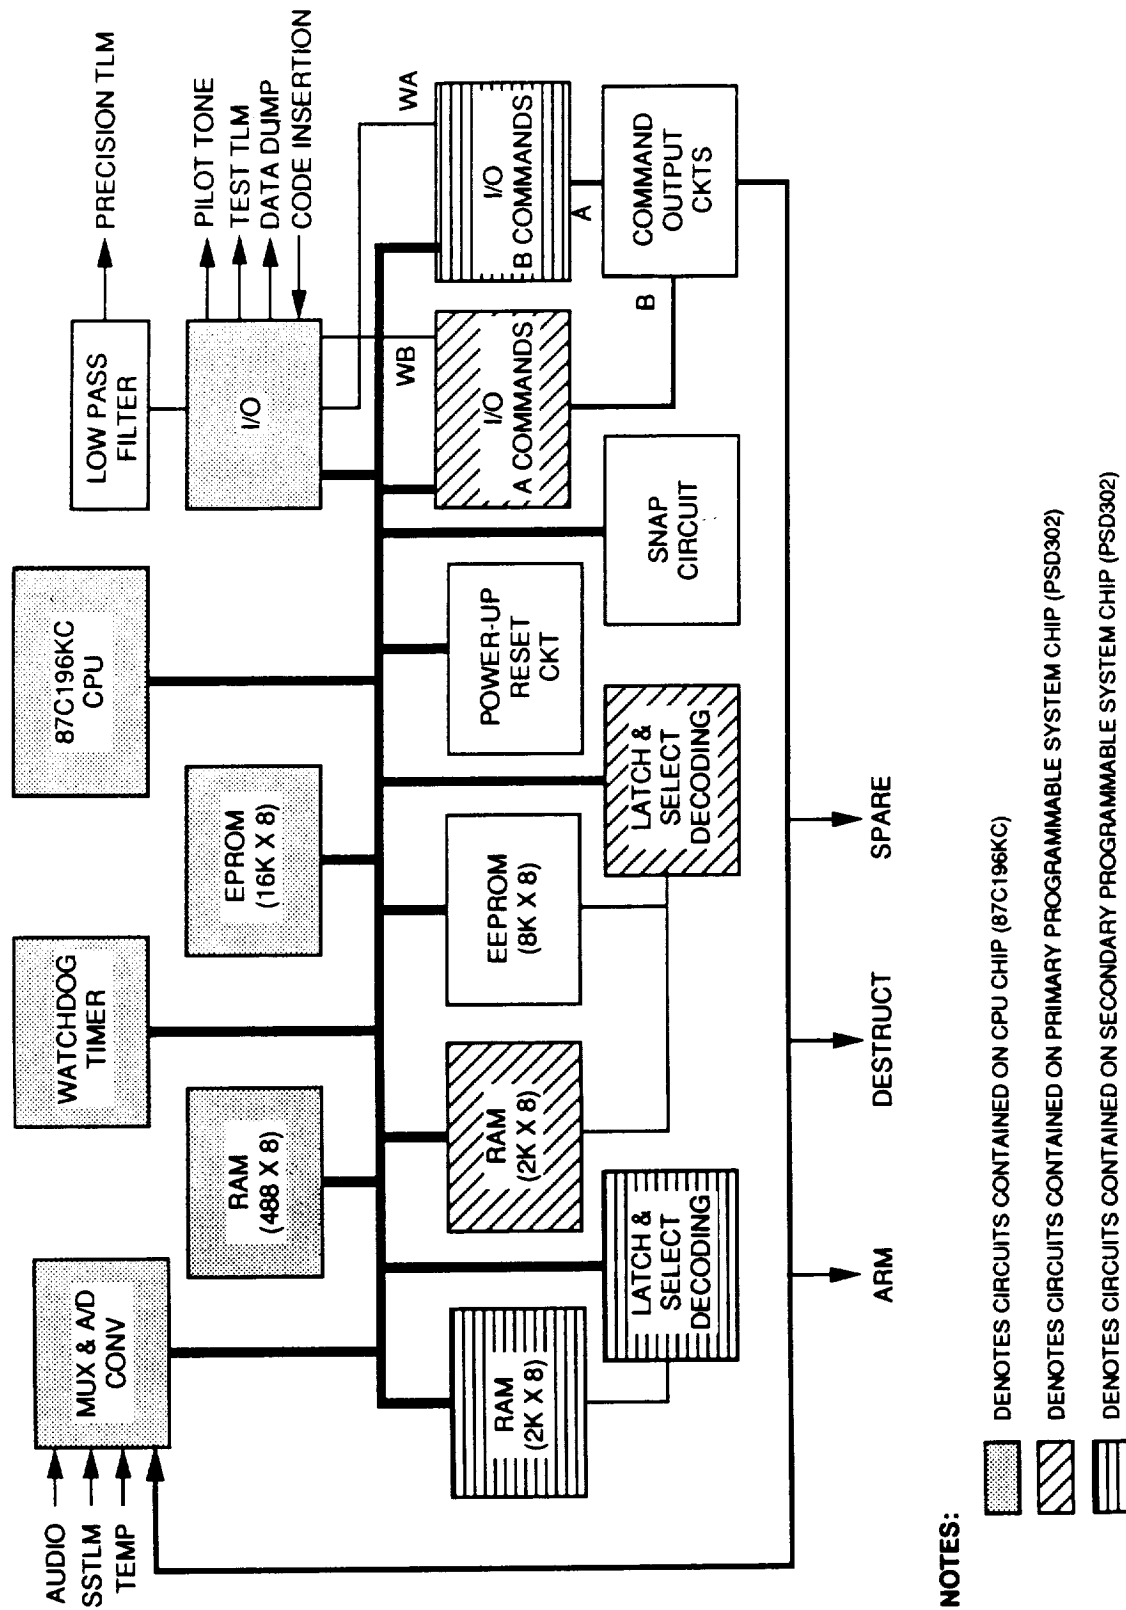 AUDIO
SSTLM
TEMP
MUX & A/D
CONV
RAM
(488 X 8)
WATCHDOG
TIMER
EPROM
(16K X 8)
87C196KC
CPU
LOW PASS
FILTER
PRECISION TLM
I/O
PILOT TONE
TEST TLM
DATA DUMP
CODE INSERTION
WB
WA
RAM
(2K X 8)
LATCH &
SELECT
DECODING
RAM
(2K X 8)
EEPROM
(8K X 8)
LATCH &
SELECT
DECODING
POWER-UP
RESET
CKT
SNAP
CIRCUIT
I/O
A COMMANDS
I/O
B COMMANDS
A
B
COMMAND
OUTPUT
CKTS
ARM
DESTRUCT
SPARE
NOTES:
DENOTES CIRCUITS CONTAINED ON CPU CHIP (87C196KC)
DENOTES CIRCUITS CONTAINED ON PRIMARY PROGRAMMABLE SYSTEM CHIP (PSD302)
DENOTES CIRCUITS CONTAINED ON SECONDARY PROGRAMMABLE SYSTEM CHIP (PSD302)